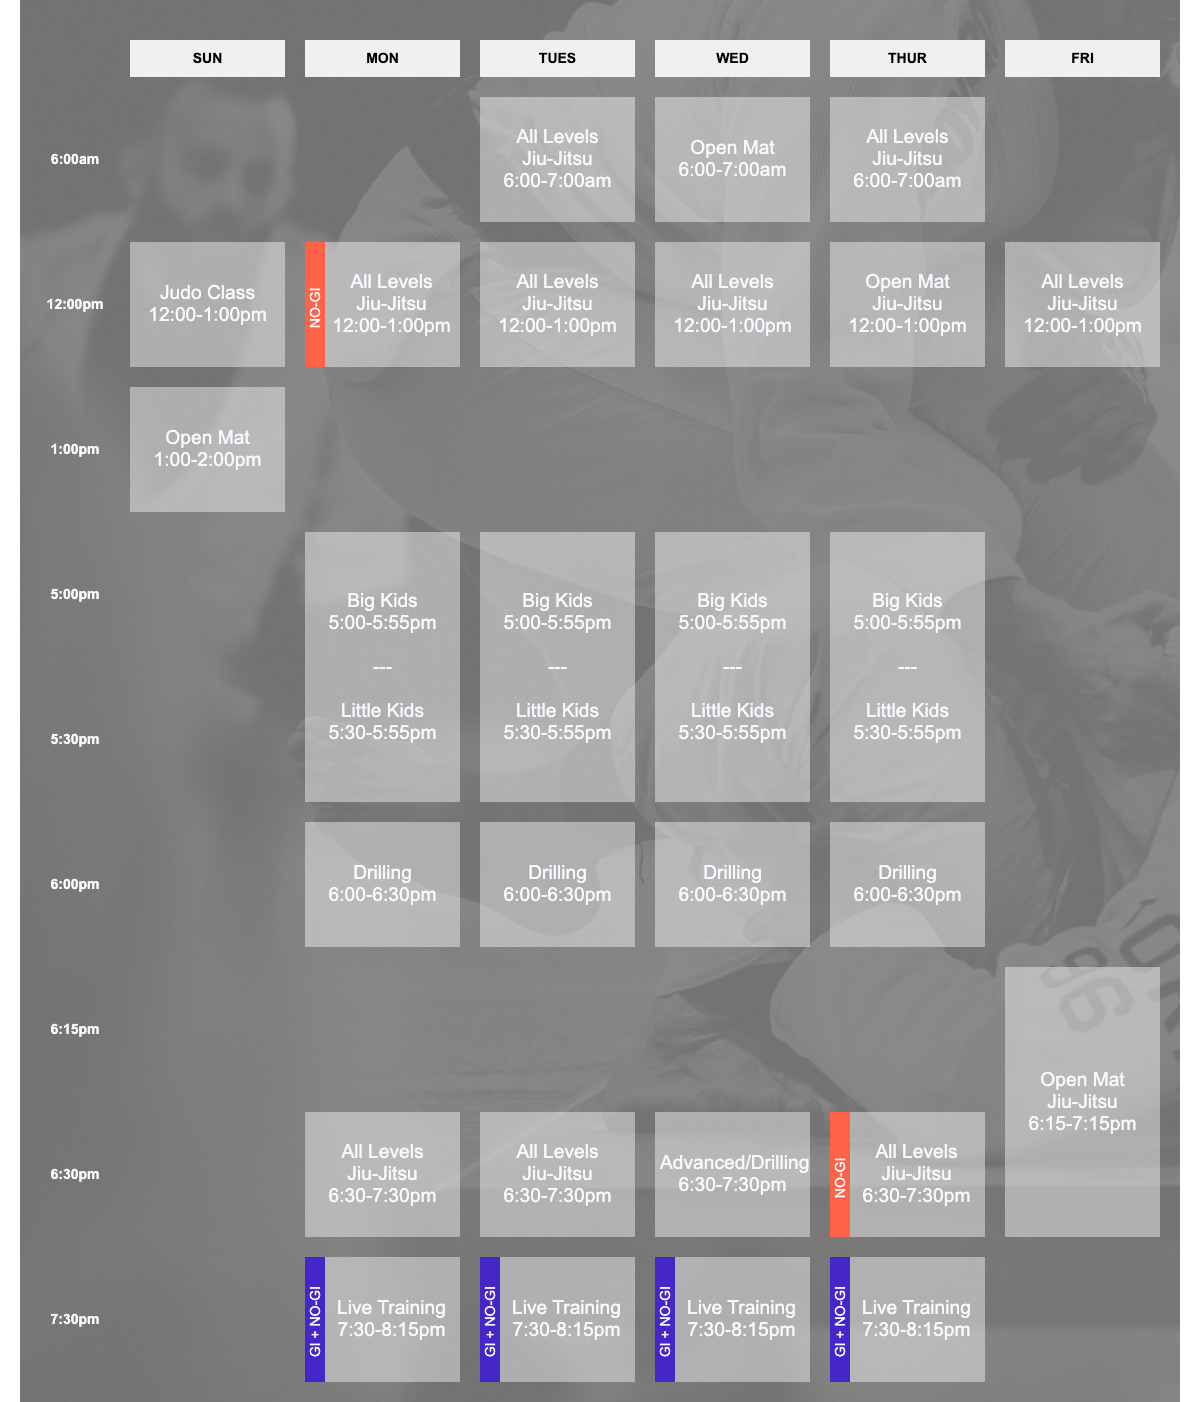 SUN
MON
TUES
WED
THUR
FRI
6:00am
All Levels
Jiu-Jitsu
6:00-7:00am
Open Mat
6:00-7:00am
All Levels
Jiu-Jitsu
6:00-7:00am
12:00pm
Judo Class
12:00-1:00pm
NO-GI
All Levels
Jiu-Jitsu
12:00-1:00pm
All Levels
Jiu-Jitsu
12:00-1:00pm
All Levels
Jiu-Jitsu
12:00-1:00pm
Open Mat
Jiu-Jitsu
12:00-1:00pm
All Levels
Jiu-Jitsu
12:00-1:00pm
1:00pm
Open Mat
1:00-2:00pm
5:00pm
5:30pm
Big Kids
5:00-5:55pm
---
Little Kids
5:30-5:55pm
Big Kids
5:00-5:55pm
---
Little Kids
5:30-5:55pm
Big Kids
5:00-5:55pm
---
Little Kids
5:30-5:55pm
Big Kids
5:00-5:55pm
---
Little Kids
5:30-5:55pm
6:00pm
Drilling
6:00-6:30pm
Drilling
6:00-6:30pm
Drilling
6:00-6:30pm
Drilling
6:00-6:30pm
6:15pm
Open Mat
Jiu-Jitsu
6:15-7:15pm
6:30pm
All Levels
Jiu-Jitsu
6:30-7:30pm
All Levels
Jiu-Jitsu
6:30-7:30pm
Advanced/Drilling
6:30-7:30pm
NO-GI
All Levels
Jiu-Jitsu
6:30-7:30pm
7:30pm
GI + NO-GI
Live Training
7:30-8:15pm
GI + NO-GI
Live Training
7:30-8:15pm
GI + NO-GI
Live Training
7:30-8:15pm
GI + NO-GI
Live Training
7:30-8:15pm